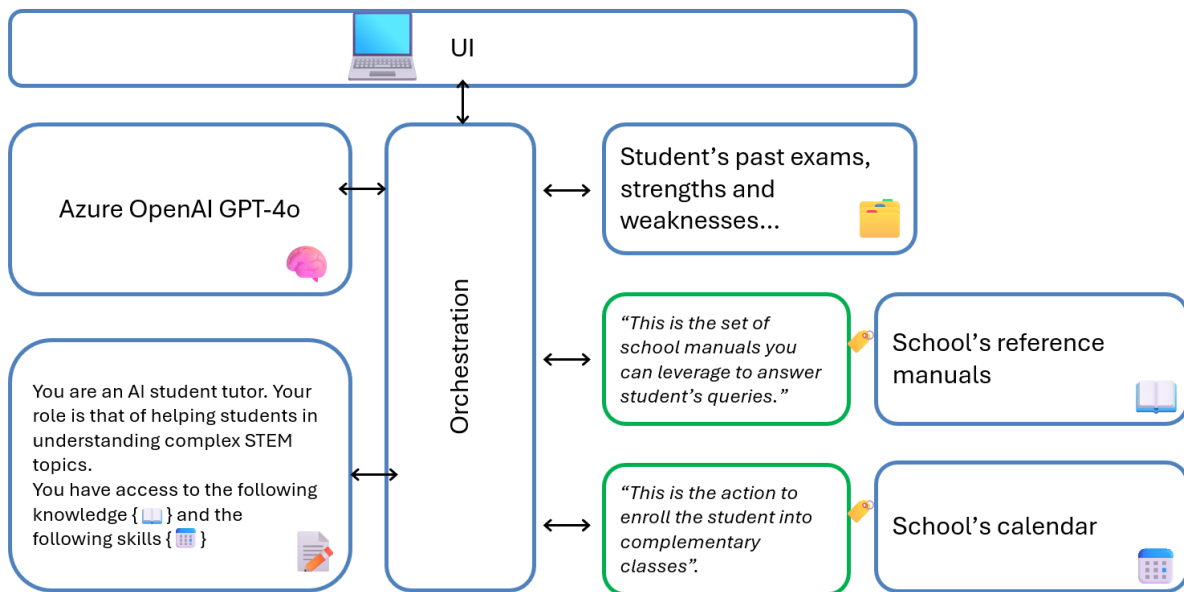 UI
Azure OpenAI GPT-4o
You are an AI student tutor. Your
role is that of helping students in
understanding complex STEM
topics.
You have access to the following
knowledge { } and the
following skills { }
Orchestration
Student’s past exams,
strengths and
weaknesses...
“This is the set of
school manuals you
can leverage to answer
student’s queries.”
School’s reference
manuals
“This is the action to
enroll the student into
complementary
classes”.
School’s calendar